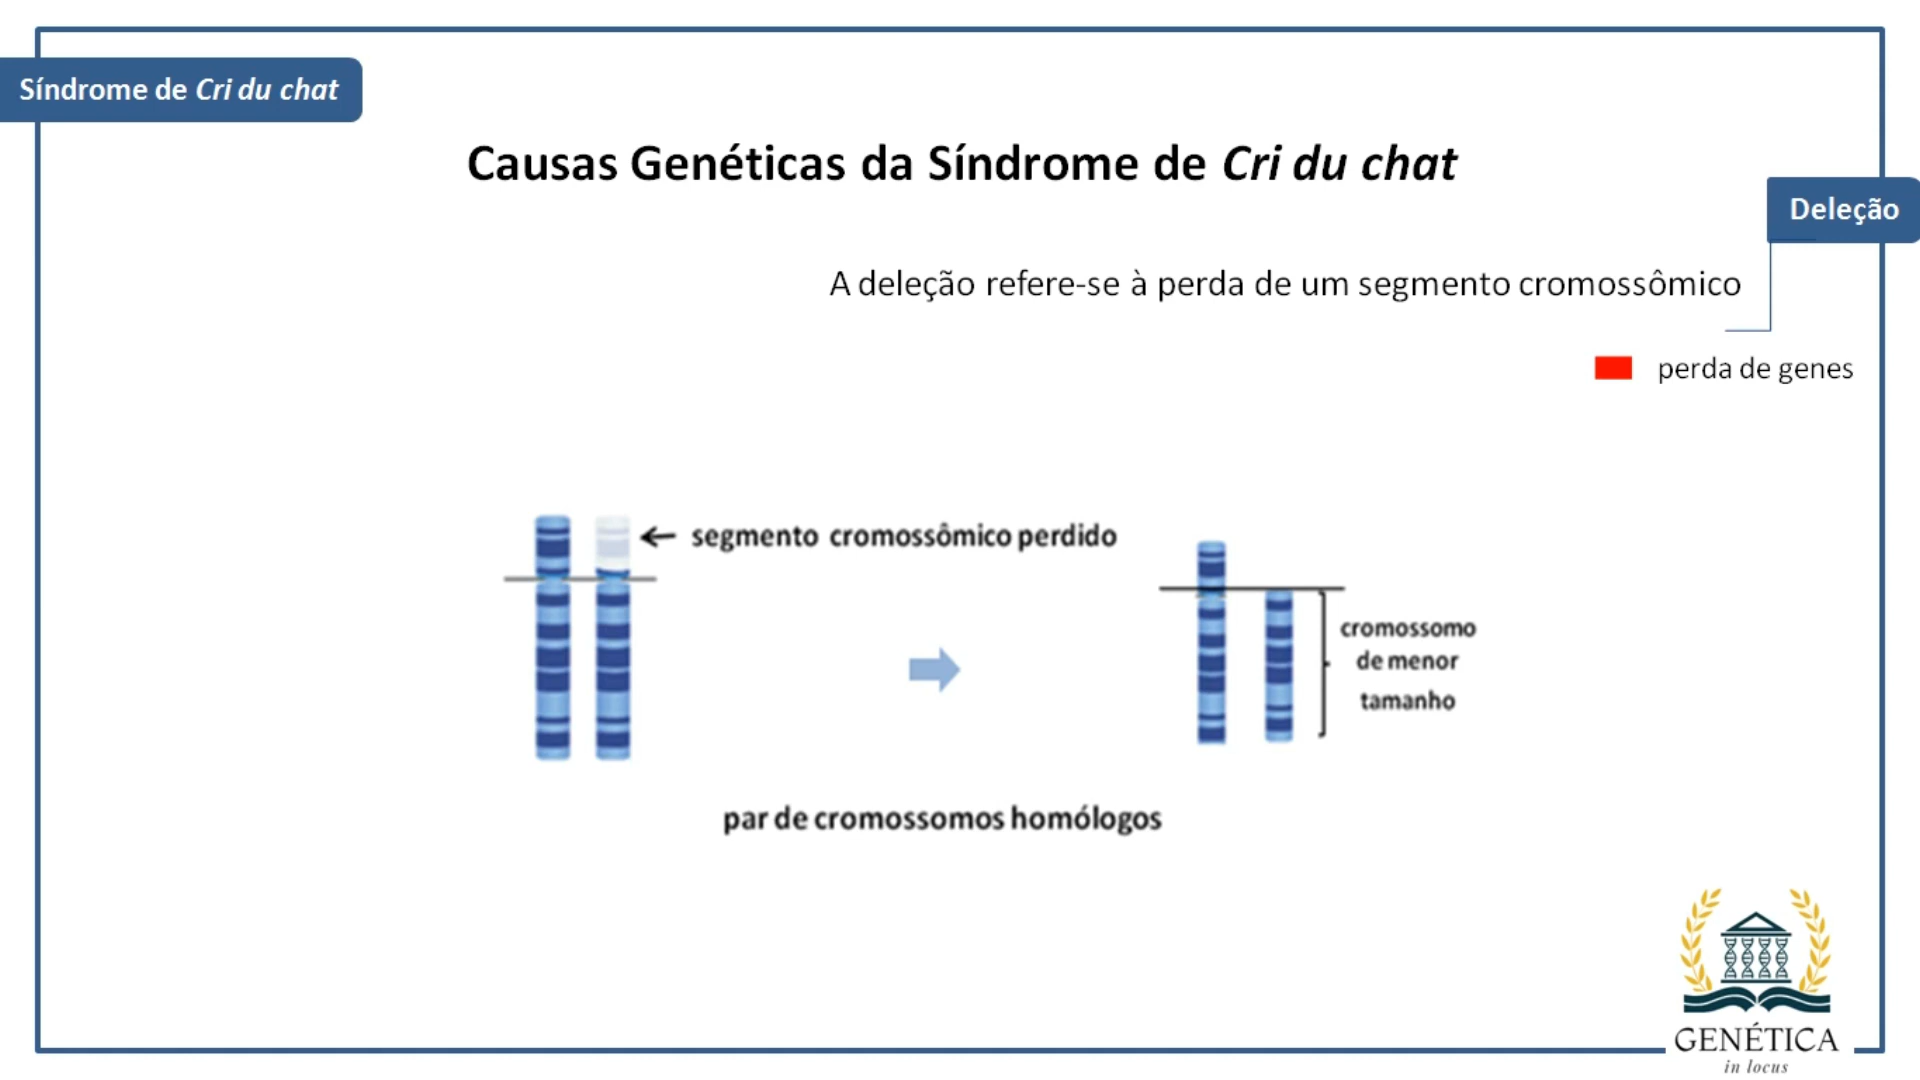 Síndrome de Cri du chat
Causas Genéticas da Síndrome de Cri du chat
Deleção
A deleção refere-se à perda de um segmento cromossômico
perda de genes
segmento cromossômico perdido
cromossomo
de menor
tamanho
par de cromossomos homólogos
GENÉTICA
in locus